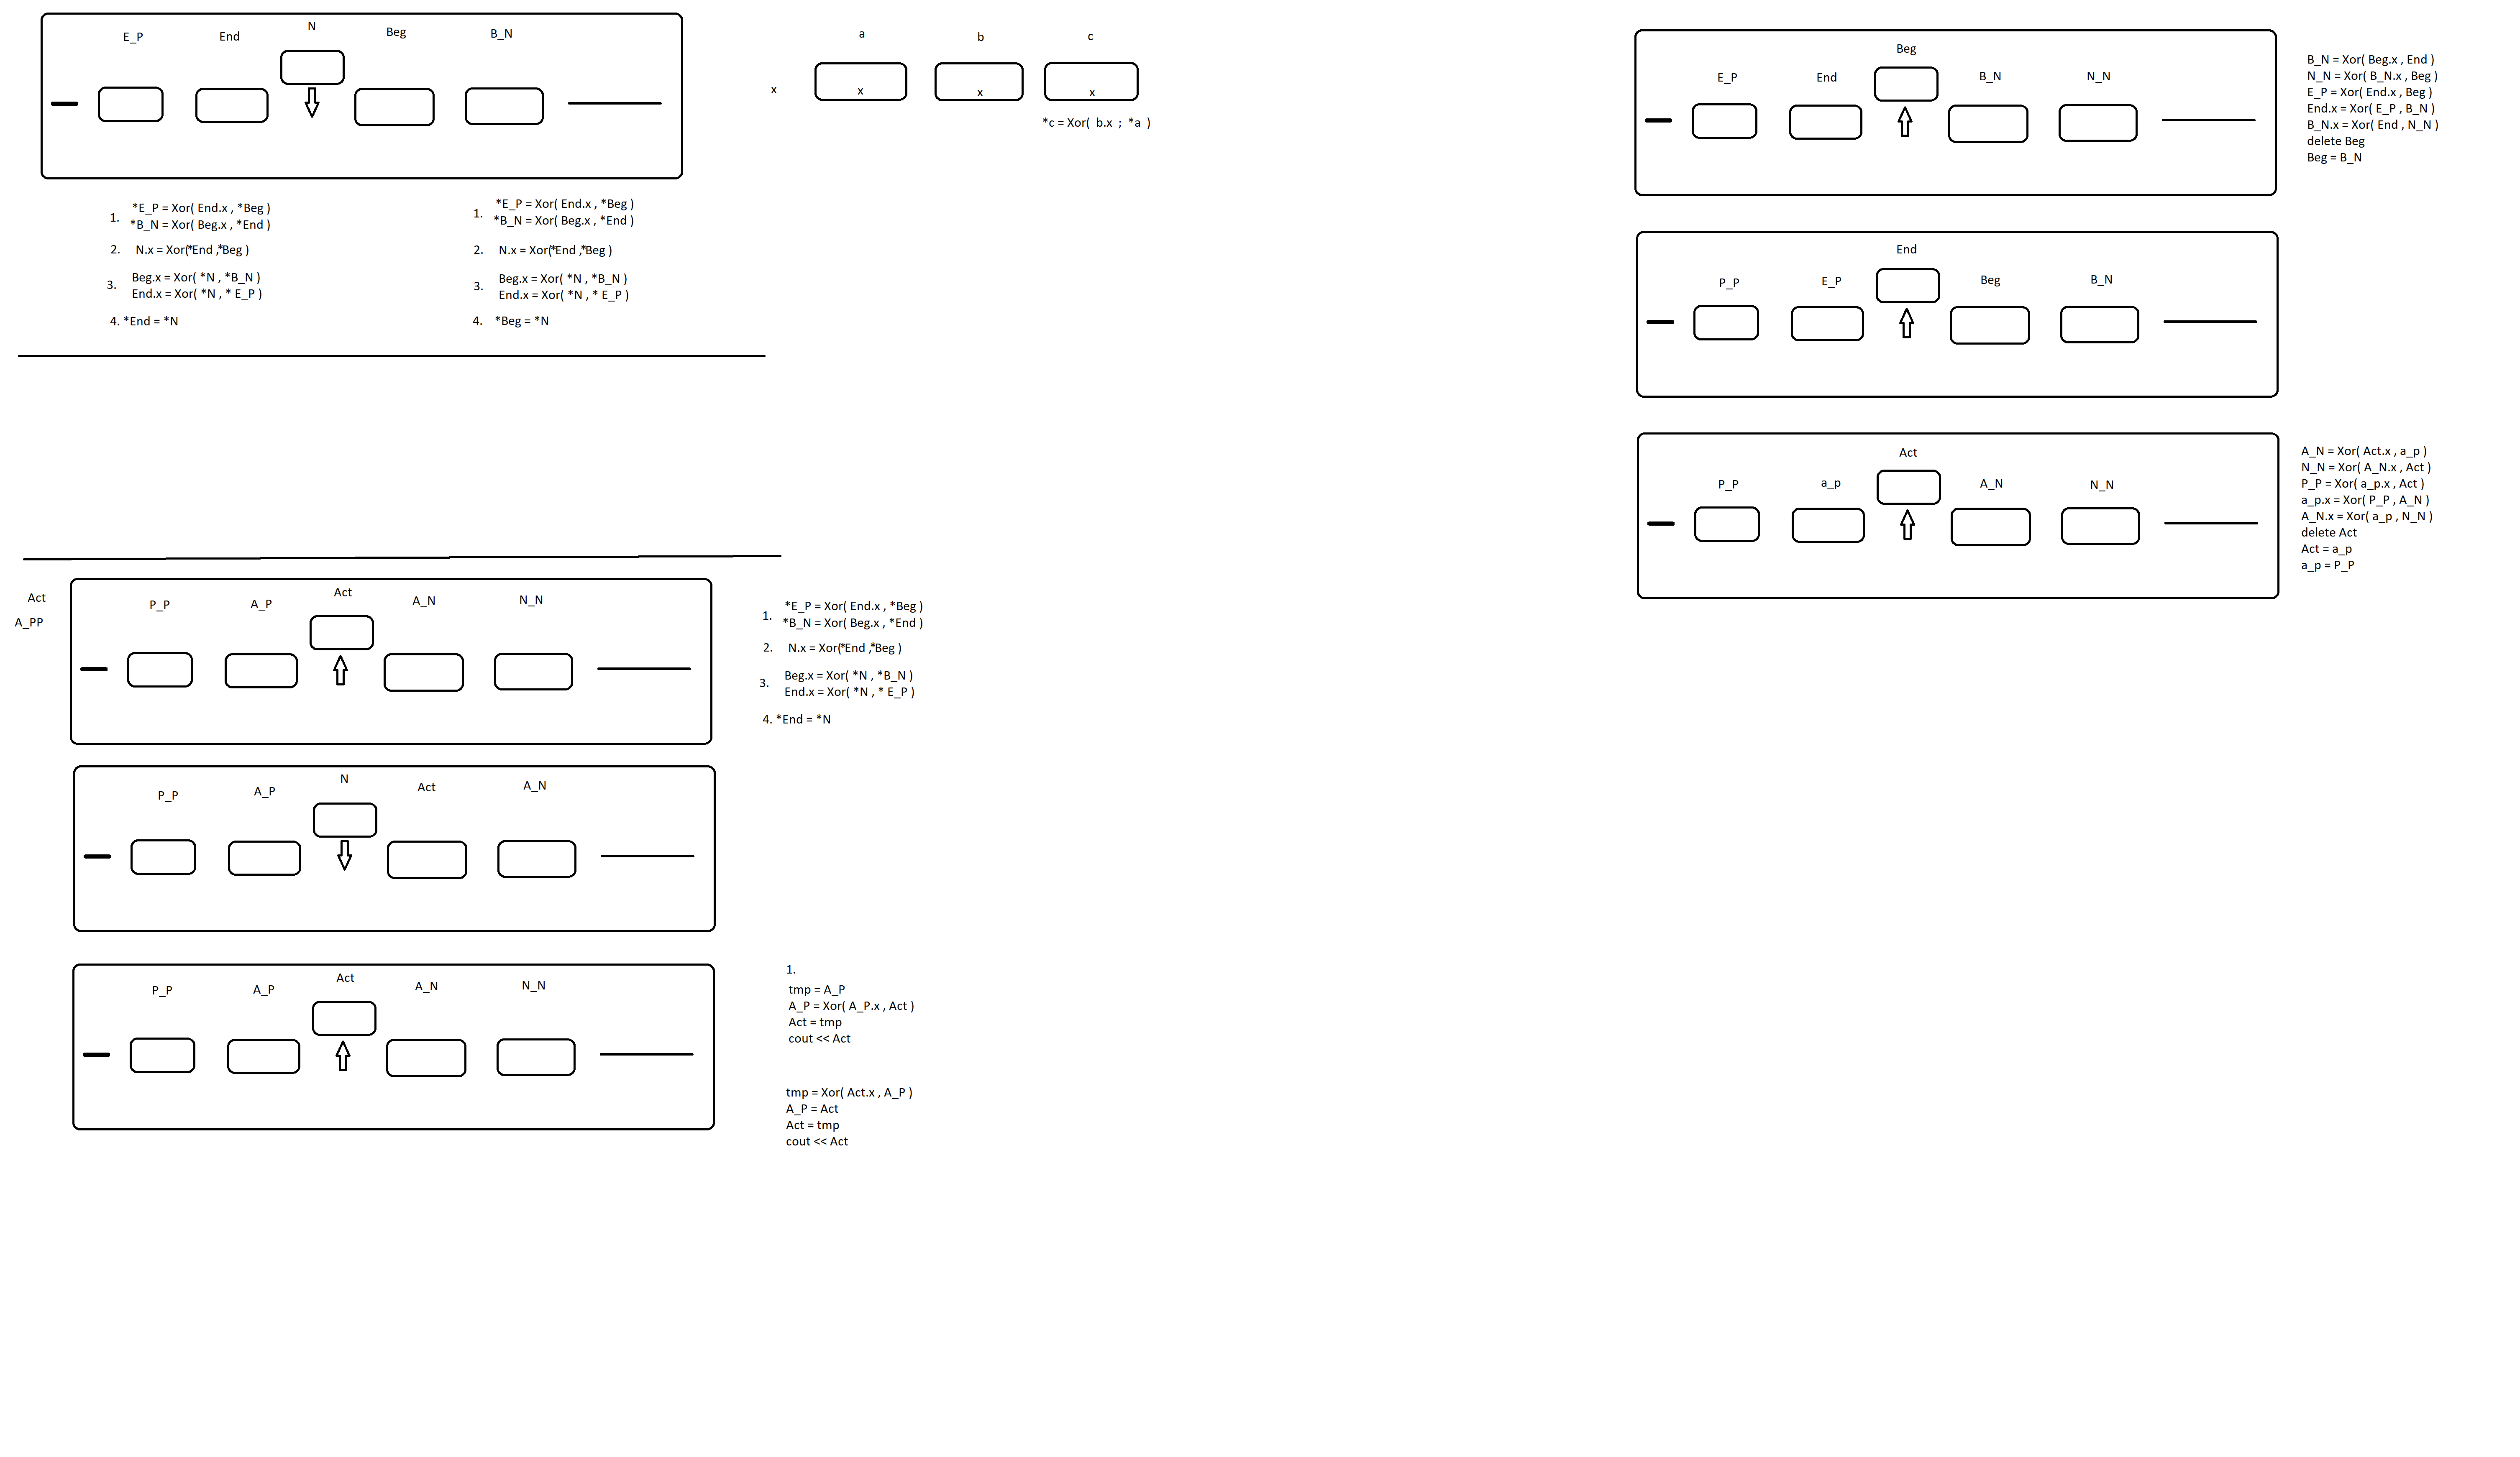 E_P End N Beg B_N
1. *E_P = Xor( End.x , *Beg )
*B_N = Xor( Beg.x , *End )
2. N.x = Xor(*End ,*Beg )
3. Beg.x = Xor( *N , *B_N )
End.x = Xor( *N , * E_P )
4. *End = *N
1. *E_P = Xor( End.x , *Beg )
*B_N = Xor( Beg.x , *End )
2. N.x = Xor(*End ,*Beg )
3. Beg.x = Xor( *N , *B_N )
End.x = Xor( *N , * E_P )
4. *Beg = *N
a b c
x x x x
*c = Xor( b.x ; *a )
E_P End Beg B_N N_N
B_N = Xor( Beg.x , End )
N_N = Xor( B_N.x , Beg )
E_P = Xor( End.x , Beg )
End.x = Xor( E_P , B_N )
B_N.x = Xor( End , N_N )
delete Beg
Beg = B_N
P_P E_P End Beg B_N
P_P a_p Act A_N N_N
A_N = Xor( Act.x , a_p )
N_N = Xor( A_N.x , Act )
P_P = Xor( a_p.x , Act )
a_p.x = Xor( P_P , A_N )
A_N.x = Xor( a_p , N_N )
delete Act
Act = a_p
a_p = P_P
Act
A_PP
P_P A_P Act A_N N_N
1. *E_P = Xor( End.x , *Beg )
*B_N = Xor( Beg.x , *End )
2. N.x = Xor(*End ,*Beg )
3. Beg.x = Xor( *N , *B_N )
End.x = Xor( *N , * E_P )
4. *End = *N
P_P A_P N Act A_N
P_P A_P Act A_N N_N
1.
tmp = A_P
A_P = Xor( A_P.x , Act )
Act = tmp
cout << Act
tmp = Xor( Act.x , A_P )
A_P = Act
Act = tmp
cout << Act